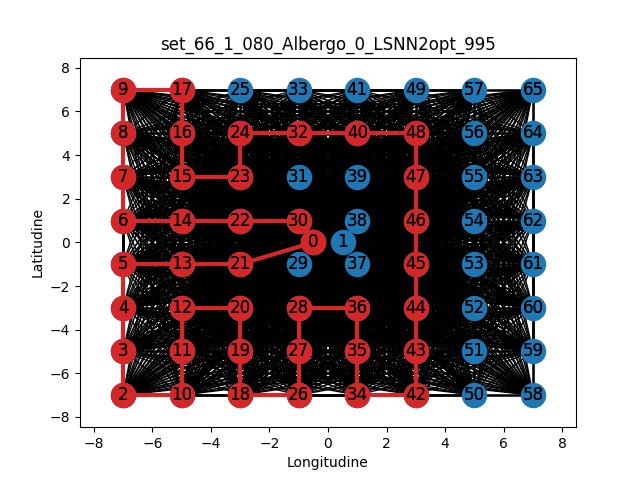 set_66_1_080_Albergo_0_LSNN2opt_995
8
9 17 25 33 41 49 57 65
6
8 16 24 32 40 48 56 64
4
7 15 23 31 39 47 55 63
2
6 14 22 30 38 46 54 62
0
0 1
5 13 21 29 37 45 53 61
−2
4 12 20 28 36 44 52 60
−4
3 11 19 27 35 43 51 59
−6
2 10 18 26 34 42 50 58
−8
Latitudine
−8 −6 −4 −2 0 2 4 6 8
Longitudine